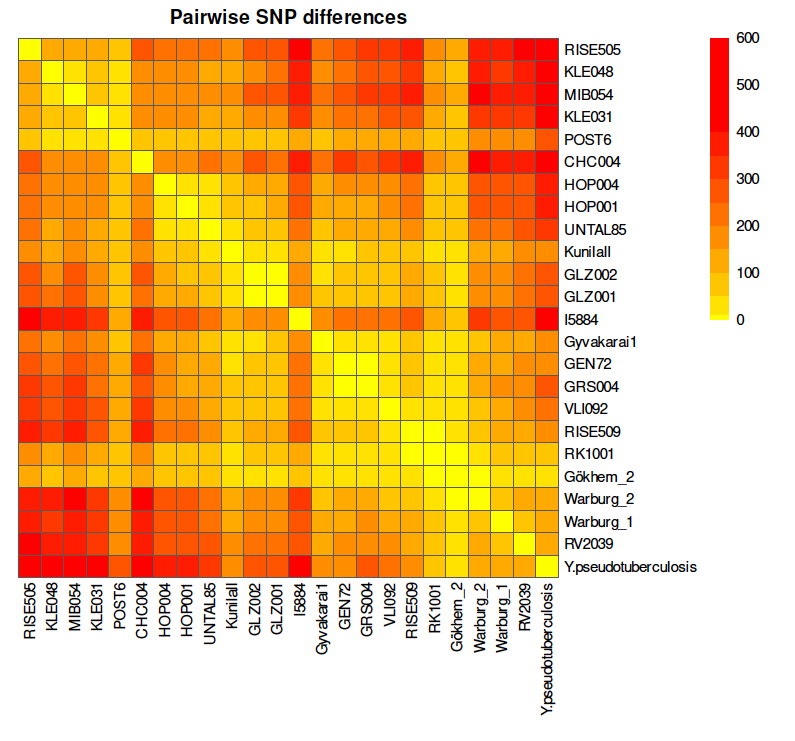 Pairwise SNP differences
RISE505
KLE048
MIB054
KLE031
POST6
CHC004
HOP004
HOP001
UNTAL85
KunilaII
GLZ002
GLZ001
I5884
Gyvakarai1
GEN72
GRS004
VLI092
RISE509
RK1001
Gökhem_2
Warburg_2
Warburg_1
RV2039
Y.pseudotuberculosis
600
500
400
300
200
100
0
RISE505
KLE048
MIB054
KLE031
POST6
CHC004
HOP004
HOP001
UNTAL85
KunilaII
GLZ002
GLZ001
I5884
Gyvakarai1
GEN72
GRS004
VLI092
RISE509
RK1001
Gökhem_2
Warburg_2
Warburg_1
RV2039
Y.pseudotuberculosis